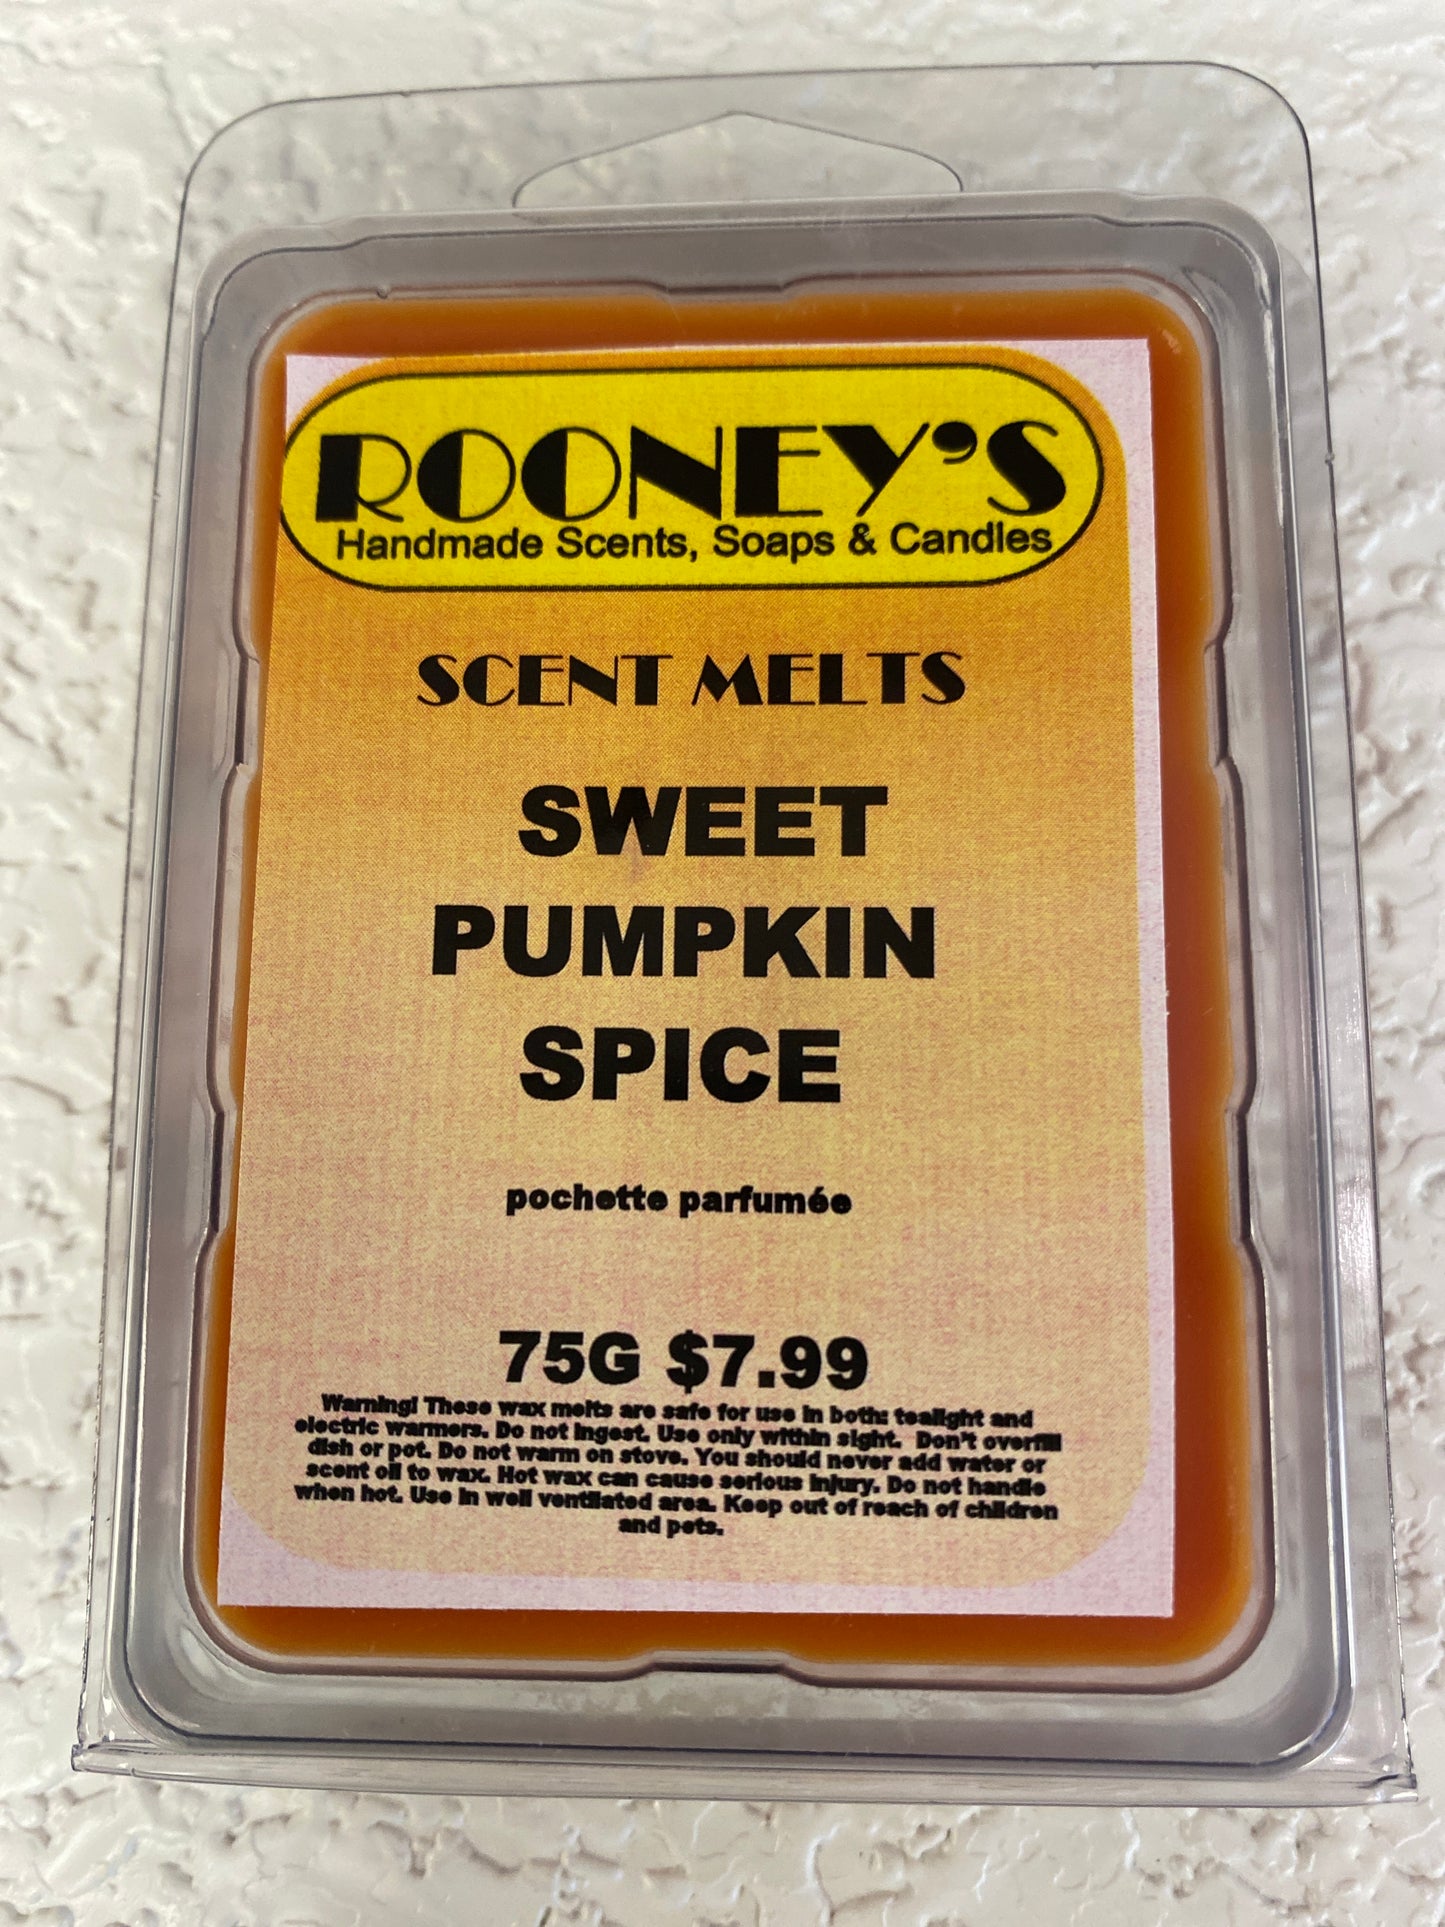 ROONEY'S
Handmade Scents, Soaps & Candles
SCENT MELTS
SWEET
PUMPKIN
SPICE
pochette parfumée
75G $7.99
Warning! These wax melts are safe for use in both: tealight and
electric warmers. Do not ingest. Use only within sight. Don't overfill
dish or pot. Do not warm on stove. You should never add water or
scent oil to wax. Hot wax can cause serious injury. Do not handle
when hot. Use in well ventilated area. Keep out of reach of children
and pets.